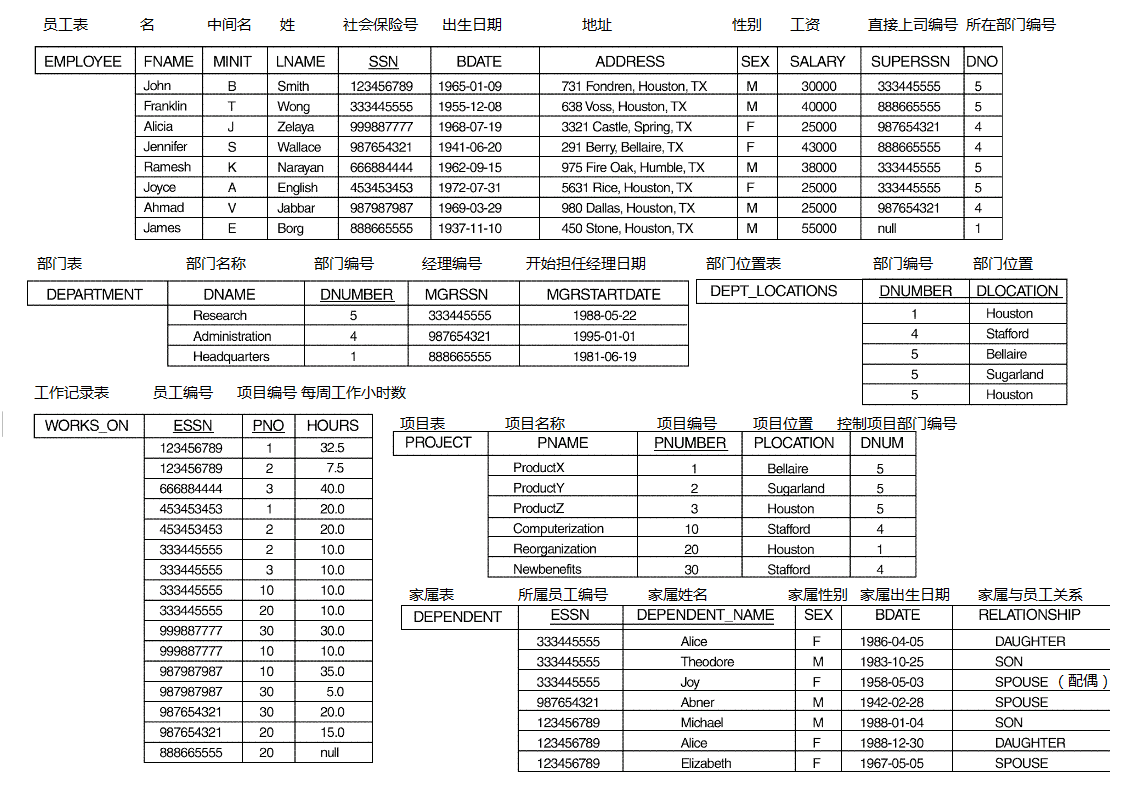 员工表 名 中间名 姓 社会保险号 出生日期 地址 性别 工资 直接上司编号 所在部门编号
EMPLOYEE FNAME MINIT LNAME SSN BDATE ADDRESS SEX SALARY SUPERSSN DNO
John B Smith 123456789 1965-01-09 731 Fondren, Houston, TX M 30000 333445555 5
Franklin T Wong 333445555 1955-12-08 638 Voss, Houston, TX M 40000 888665555 5
Alicia J Zelaya 999887777 1968-07-19 3321 Castle, Spring, TX F 25000 987654321 4
Jennifer S Wallace 987654321 1941-06-20 291 Berry, Bellaire, TX F 43000 888665555 4
Ramesh K Narayan 666884444 1962-09-15 975 Fire Oak, Humble, TX M 38000 333445555 5
Joyce A English 453453453 1972-07-31 5631 Rice, Houston, TX F 25000 333445555 5
Ahmad V Jabbar 987987987 1969-03-29 980 Dallas, Houston, TX M 25000 987654321 4
James E Borg 888665555 1937-11-10 450 Stone, Houston, TX M 55000 null 1
部门表 部门名称 部门编号 经理编号 开始担任经理日期
DEPARTMENT DNAME DNUMBER MGRSSN MGRSTARTDATE
Research 5 333445555 1988-05-22
Administration 4 987654321 1995-01-01
Headquarters 1 888665555 1981-06-19
部门位置表 部门编号 部门位置
DEPT_LOCATIONS DNUMBER DLOCATION
1 Houston
4 Stafford
5 Bellaire
5 Sugarland
5 Houston
工作记录表 员工编号 项目编号 每周工作小时数
WORKS_ON ESSN PNO HOURS
123456789 1 32.5
123456789 2 7.5
666884444 3 40.0
453453453 1 20.0
453453453 2 20.0
333445555 2 10.0
333445555 3 10.0
333445555 10 10.0
333445555 20 10.0
999887777 30 30.0
999887777 10 10.0
987987987 10 35.0
987987987 30 5.0
987654321 30 20.0
987654321 20 15.0
888665555 20 null
项目表 项目名称 项目编号 项目位置 控制项目部门编号
PROJECT PNAME PNUMBER PLOCATION DNUM
ProductX 1 Bellaire 5
ProductY 2 Sugarland 5
ProductZ 3 Houston 5
Computerization 10 Stafford 4
Reorganization 20 Houston 1
Newbenefits 30 Stafford 4
家属表 所属员工编号 家属姓名 家属性别 家属出生日期 家属与员工关系
DEPENDENT ESSN DEPENDENT_NAME SEX BDATE RELATIONSHIP
333445555 Alice F 1986-04-05 DAUGHTER
333445555 Theodore M 1983-10-25 SON
333445555 Joy F 1958-05-03 SPOUSE（配偶）
987654321 Abner M 1942-02-28 SPOUSE
123456789 Michael M 1988-01-04 SON
123456789 Alice F 1988-12-30 DAUGHTER
123456789 Elizabeth F 1967-05-05 SPOUSE